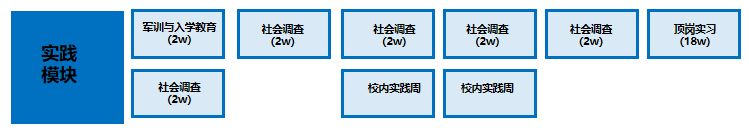 实践
模块
军训与入学教育
(2w)
社会调查
(2w)
社会调查
(2w)
社会调查
(2w)
社会调查
(2w)
顶岗实习
(18w)
社会调查
(2w)
校内实践周
校内实践周